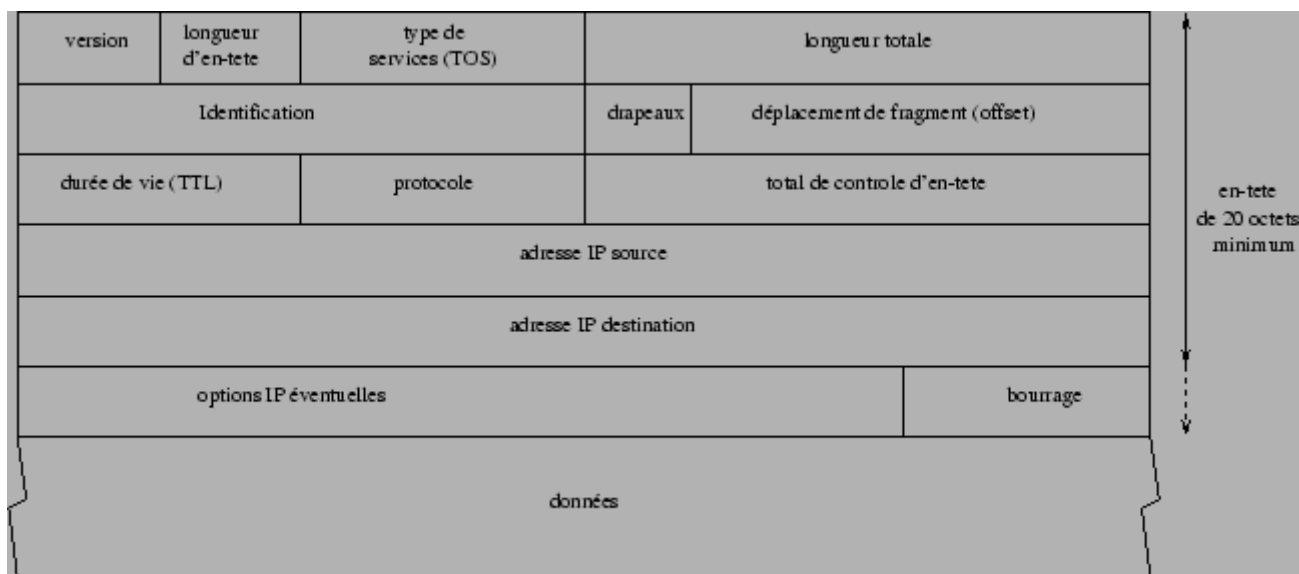 version
longueur
d'en-tete
type de
services (TOS)
longueur totale
Identification
drapeaux
déplacement de fragment (offset)
durée de vie (TTL)
protocole
total de controle d'en-tete
en-tete
de 20 octets
minimum
adresse IP source
adresse IP destination
options IP éventuelles
bourrage
données